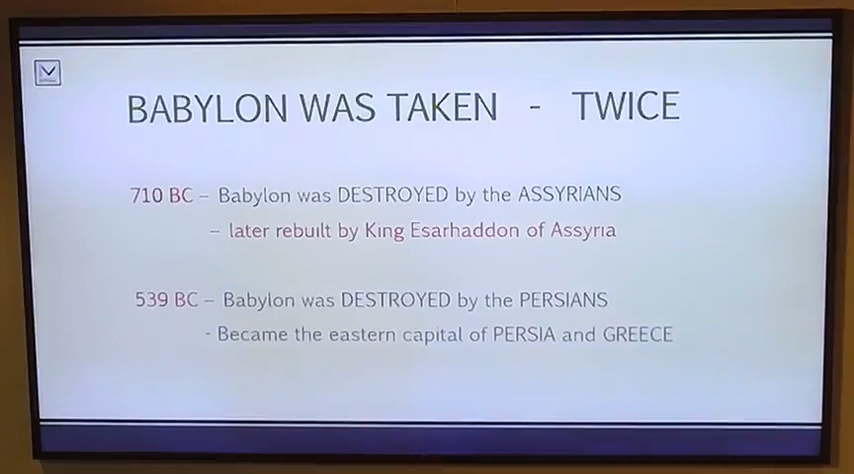 BABYLON WAS TAKEN - TWICE
710 BC – Babylon was DESTROYED by the ASSYRIANS
– later rebuilt by King Esarhaddon of Assyria
539 BC – Babylon was DESTROYED by the PERSIANS
- Became the eastern capital of PERSIA and GREECE